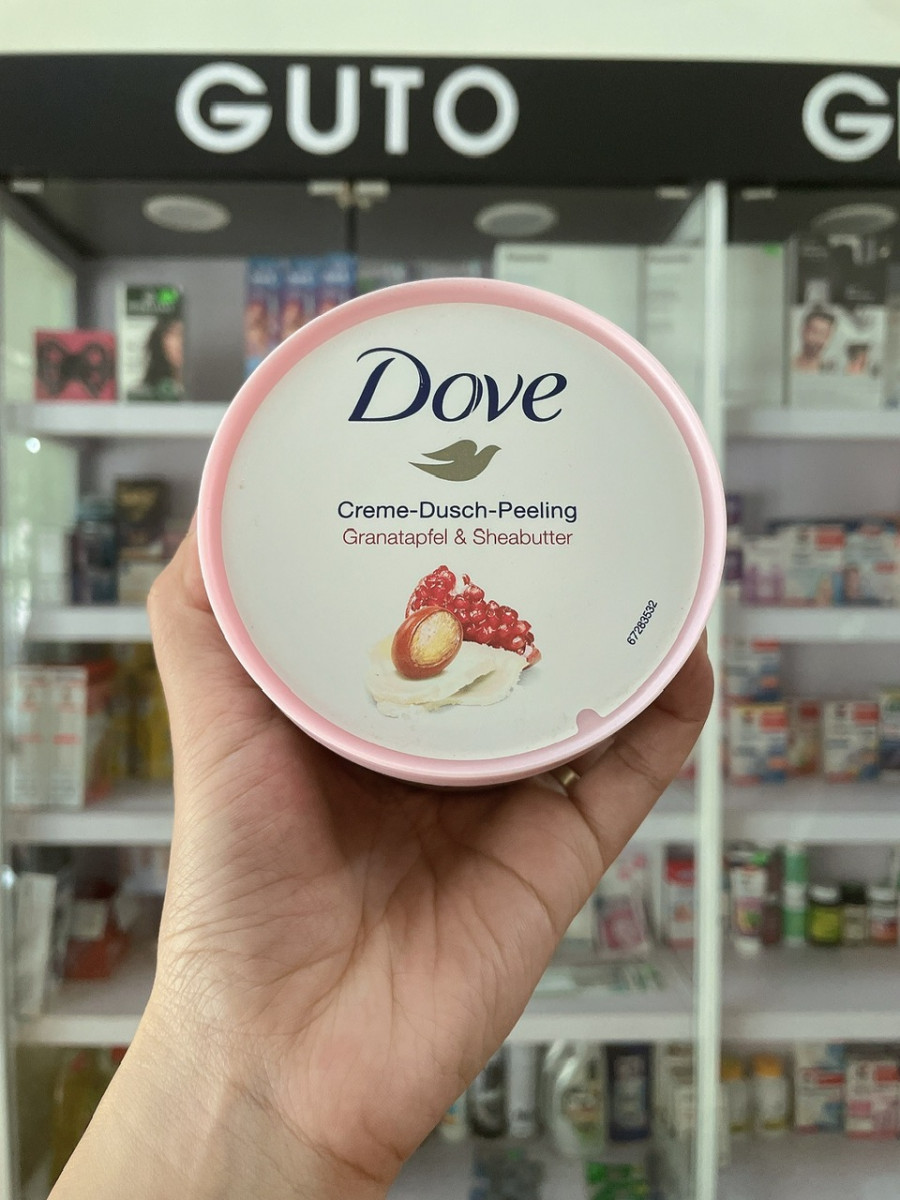 GUTO
Dove
Creme-Dusch-Peeling
Granatapfel & Sheabutter
67283532